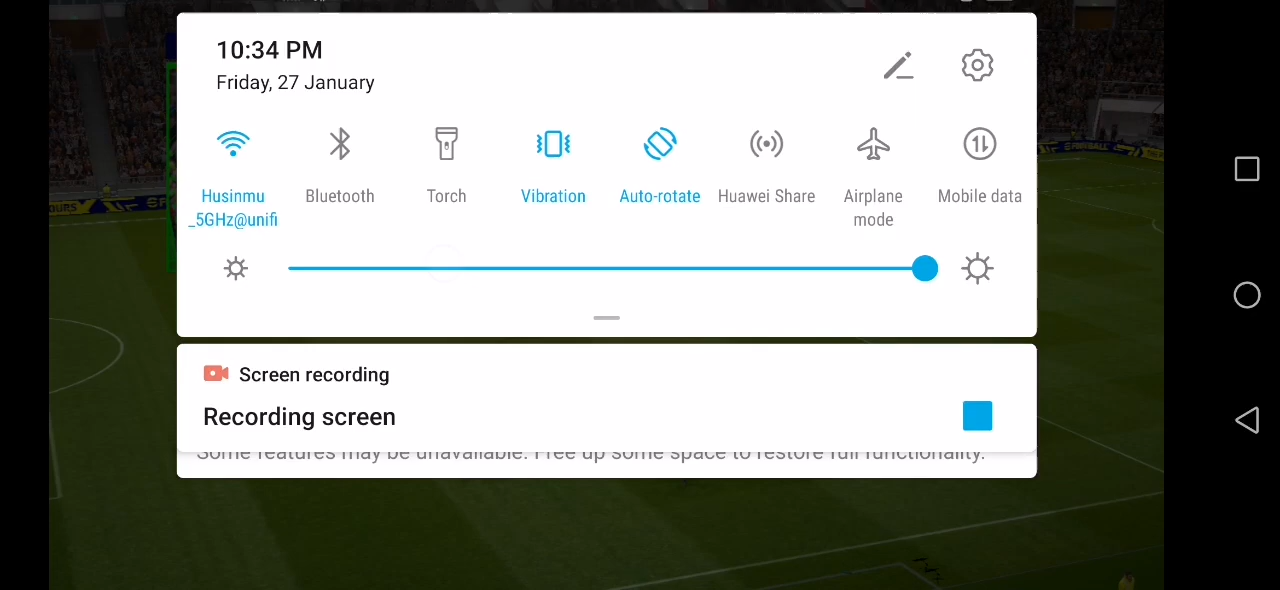 10:34 PM
Friday, 27 January
Husinmu
_5GHz@unifi
Bluetooth
Torch
Vibration
Auto-rotate
Huawei Share
Airplane
mode
Mobile data
Screen recording
Recording screen
Some features may be unavailable. Free up some space to restore full functionality.